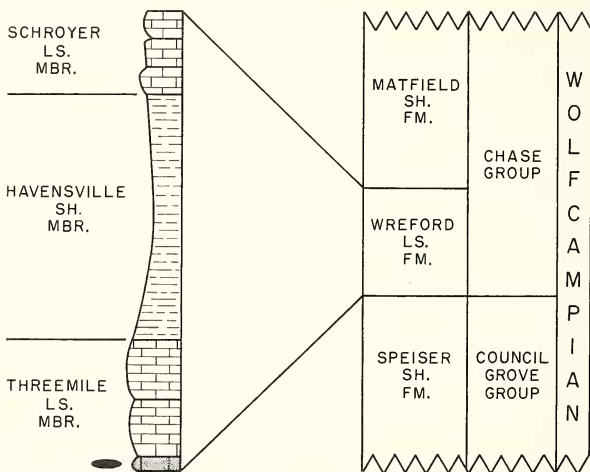 SCHROYER
LS.
MBR.
HAVENSVILLE
SH.
MBR.
THREEMILE
LS.
MBR.
MATFIELD
SH.
FM.
WREFORD
LS.
FM.
SPEISER
SH.
FM.
CHASE
GROUP
COUNCIL
GROVE
GROUP
WOLFCAMPIAN